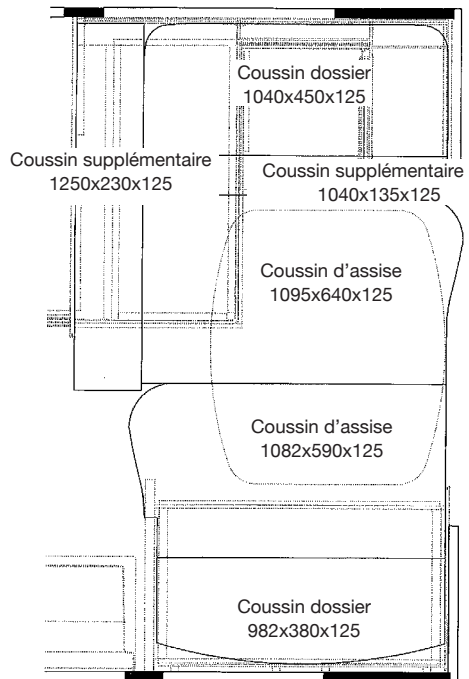 Coussin dossier
1040x450x125
Coussin supplémentaire
1250x230x125
Coussin supplémentaire
1040x135x125
Coussin d'assise
1095x640x125
Coussin d'assise
1082x590x125
Coussin dossier
982x380x125